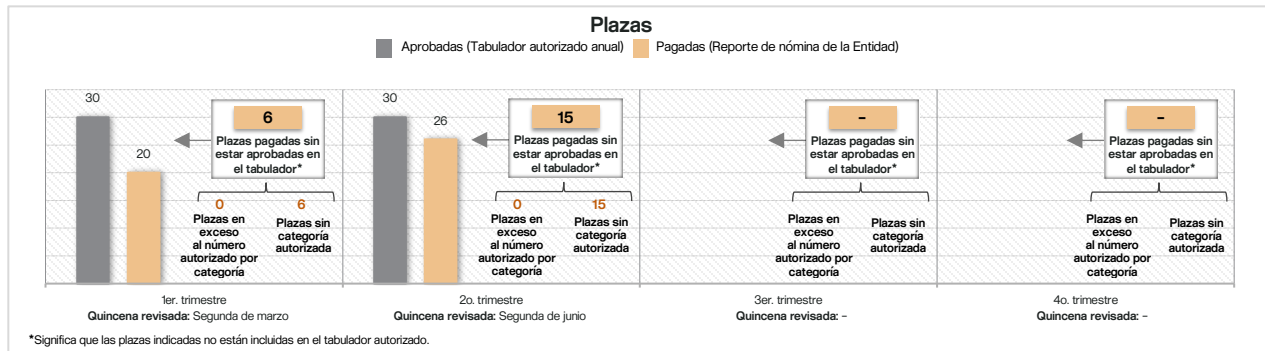 Plazas
Aprobadas (Tabulador autorizado anual)
Pagadas (Reporte de nómina de la Entidad)
30
20
6
Plazas pagadas sin
estar aprobadas en
el tabulador*
0
6
Plazas en
exceso
al número
autorizado por
categoría
Plazas sin
categoría
autorizada
30
26
15
Plazas pagadas sin
estar aprobadas en
el tabulador*
0
15
Plazas en
exceso
al número
autorizado por
categoría
Plazas sin
categoría
autorizada
-
Plazas pagadas sin
estar aprobadas en
el tabulador*
Plazas en
exceso
al número
autorizado por
categoría
Plazas sin
categoría
autorizada
-
Plazas pagadas sin
estar aprobadas en
el tabulador*
Plazas en
exceso
al número
autorizado por
categoría
Plazas sin
categoría
autorizada
1er. trimestre
Quincena revisada: Segunda de marzo
2o. trimestre
Quincena revisada: Segunda de junio
3er. trimestre
Quincena revisada: -
4o. trimestre
Quincena revisada: -
*Significa que las plazas indicadas no están incluidas en el tabulador autorizado.